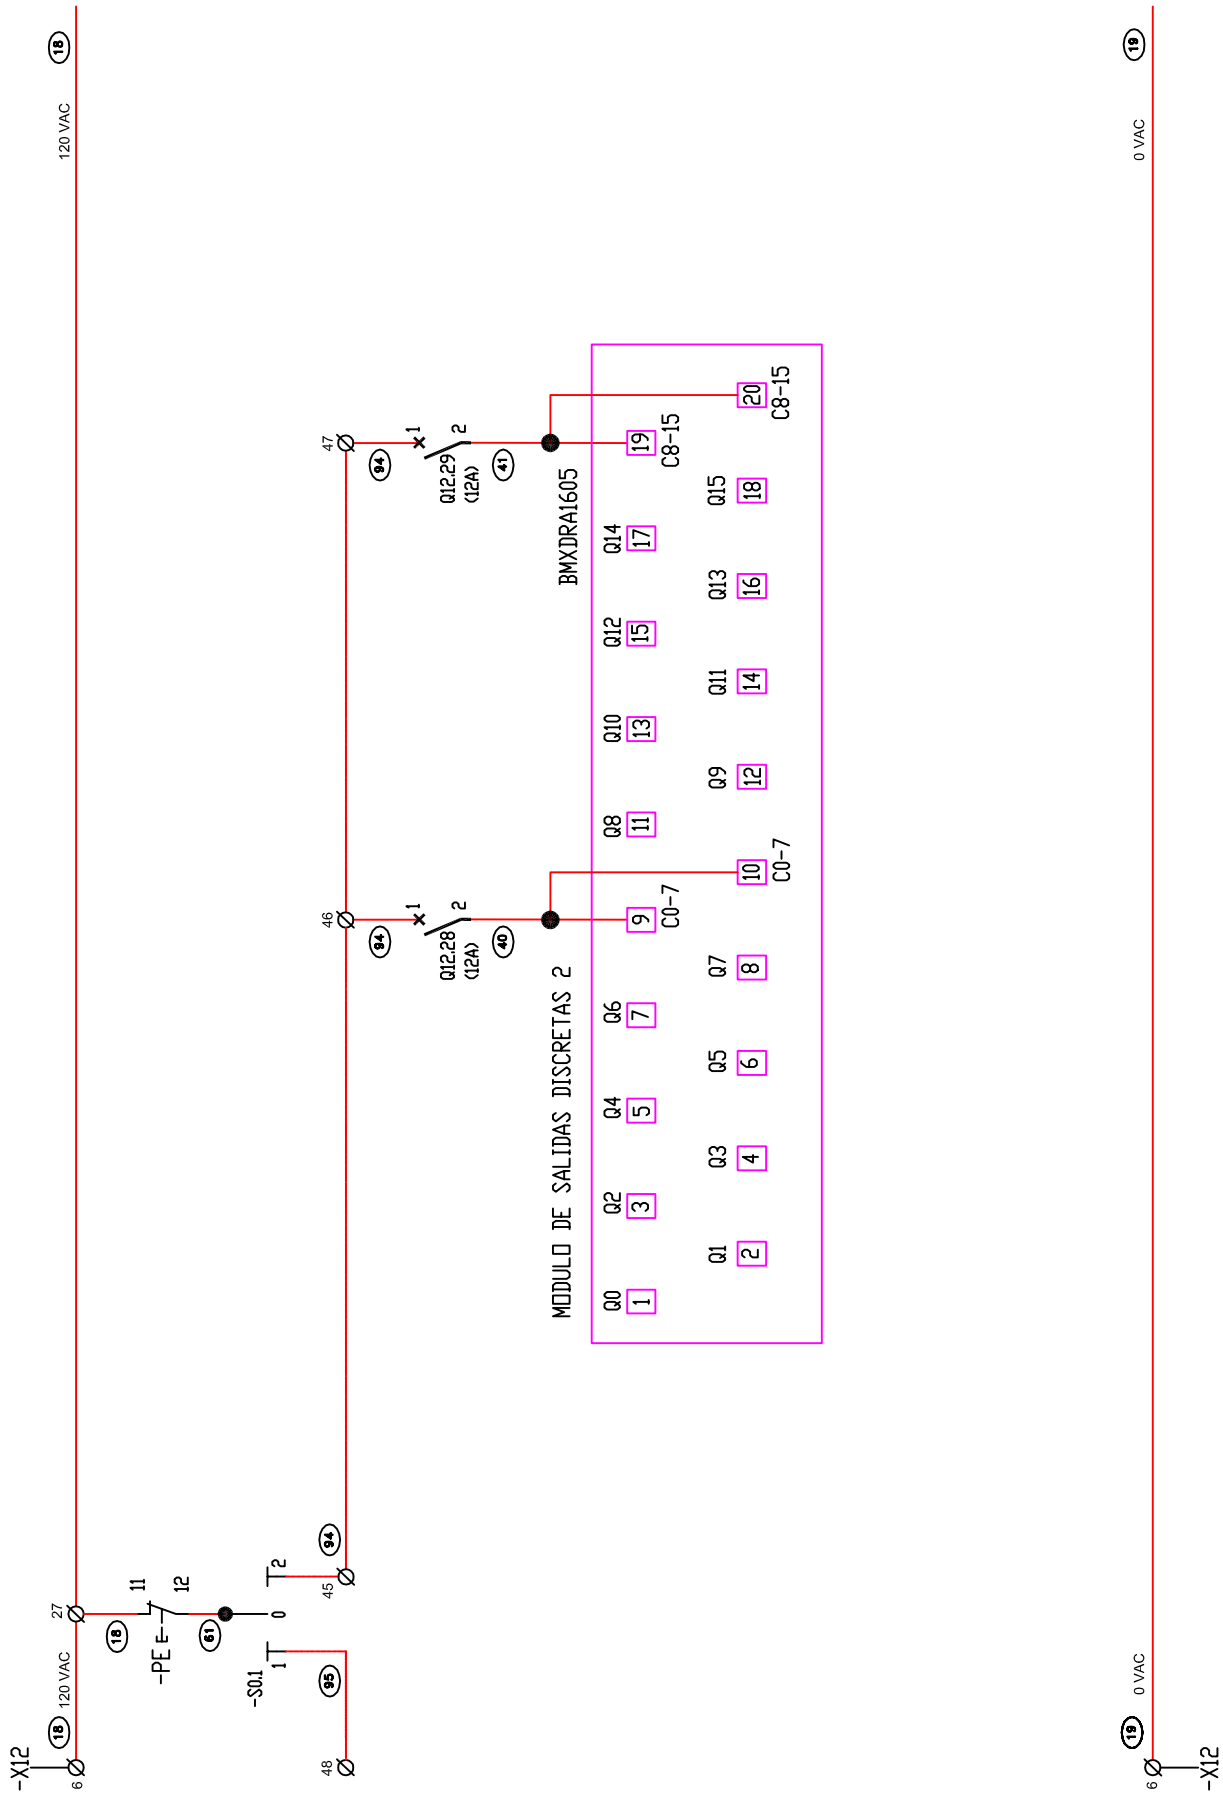 -X12
6
18
120 VAC
27
120 VAC
18
18
11
12
-PE
61
-S0.1
1
0
2
95
94
48
45
46
47
94
1
2
Q12.28
(12A)
40
94
1
2
Q12.29
(12A)
41
MODULO DE SALIDAS DISCRETAS 2
BMXDRA1605
Q0
Q2
Q4
Q6
Q8
Q10
Q12
Q14
1
3
5
7
9
11
13
15
17
19
C0-7
C8-15
Q1
Q3
Q5
Q7
Q9
Q11
Q13
Q15
2
4
6
8
10
12
14
16
18
20
C0-7
C8-15
19
0 VAC
0 VAC
19
6
-X12